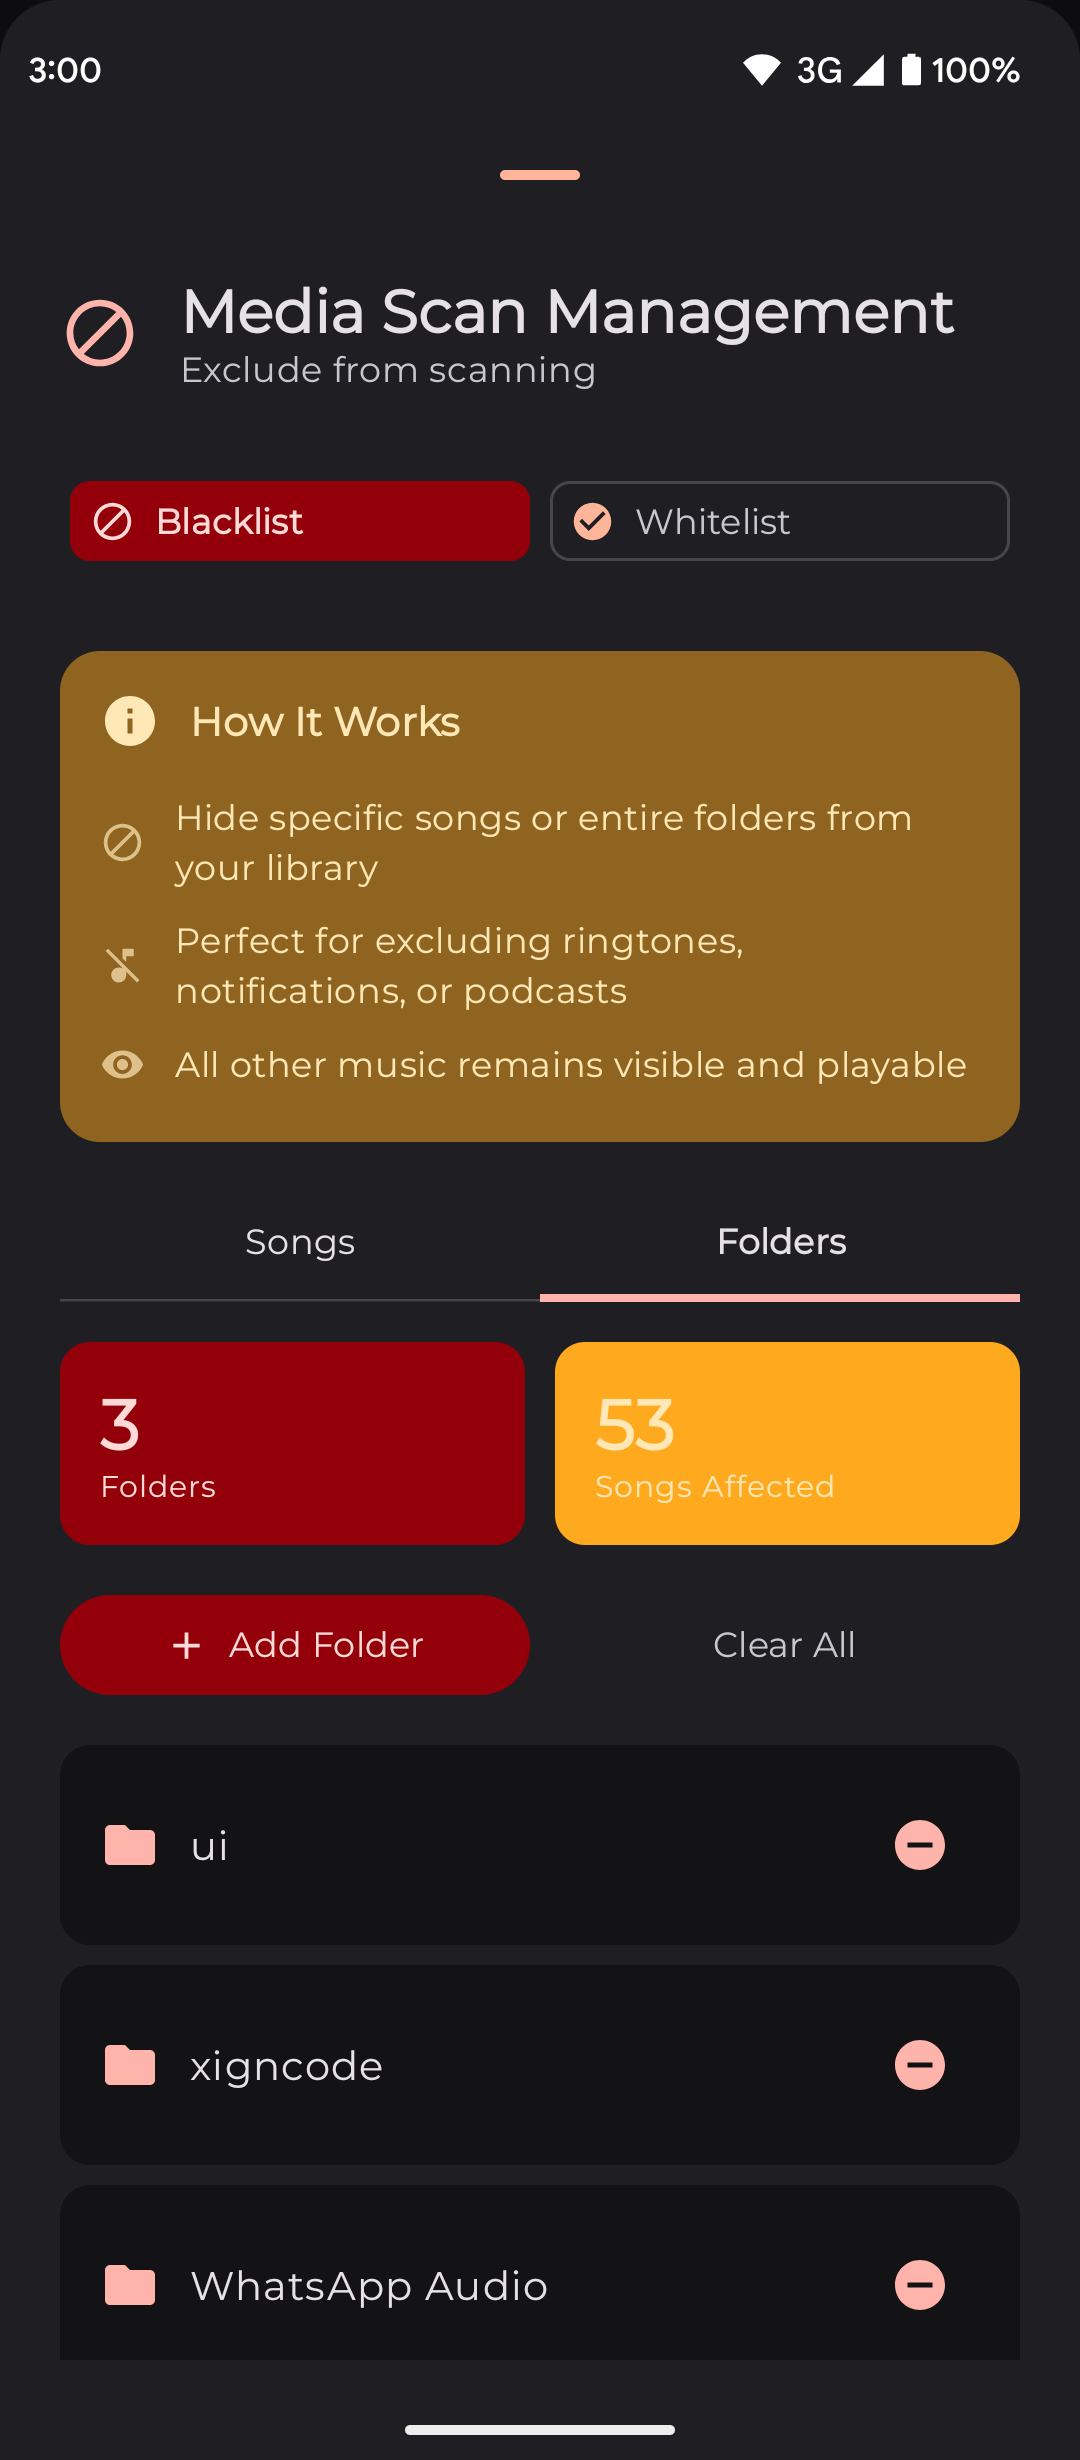 3:00
3G 100%
Media Scan Management
Exclude from scanning
Blacklist
Whitelist
How It Works
Hide specific songs or entire folders from
your library
Perfect for excluding ringtones,
notifications, or podcasts
All other music remains visible and playable
Songs
Folders
3
Folders
53
Songs Affected
Add Folder
Clear All
ui
xigncode
WhatsApp Audio